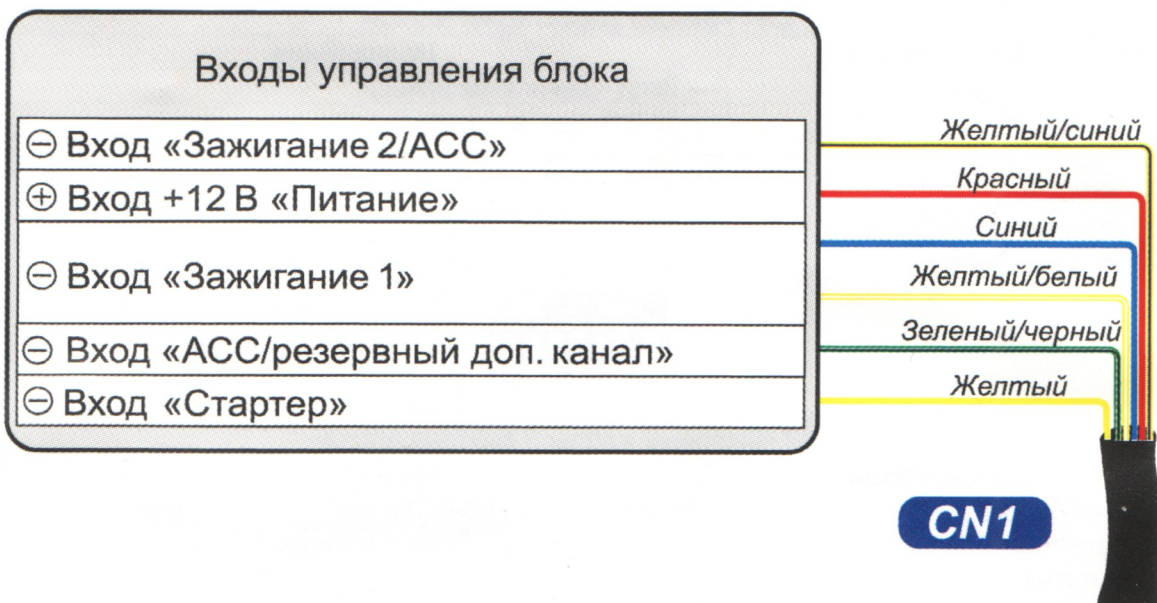 Входы управления блока
⊖ Вход «Зажигание 2/АСС»
Желтый/синий
⊕ Вход +12 В «Питание»
Красный
Синий
⊖ Вход «Зажигание 1»
Желтый/белый
Зеленый/черный
⊖ Вход «АСС/резервный доп. канал»
Желтый
⊖ Вход «Стартер»
CN1